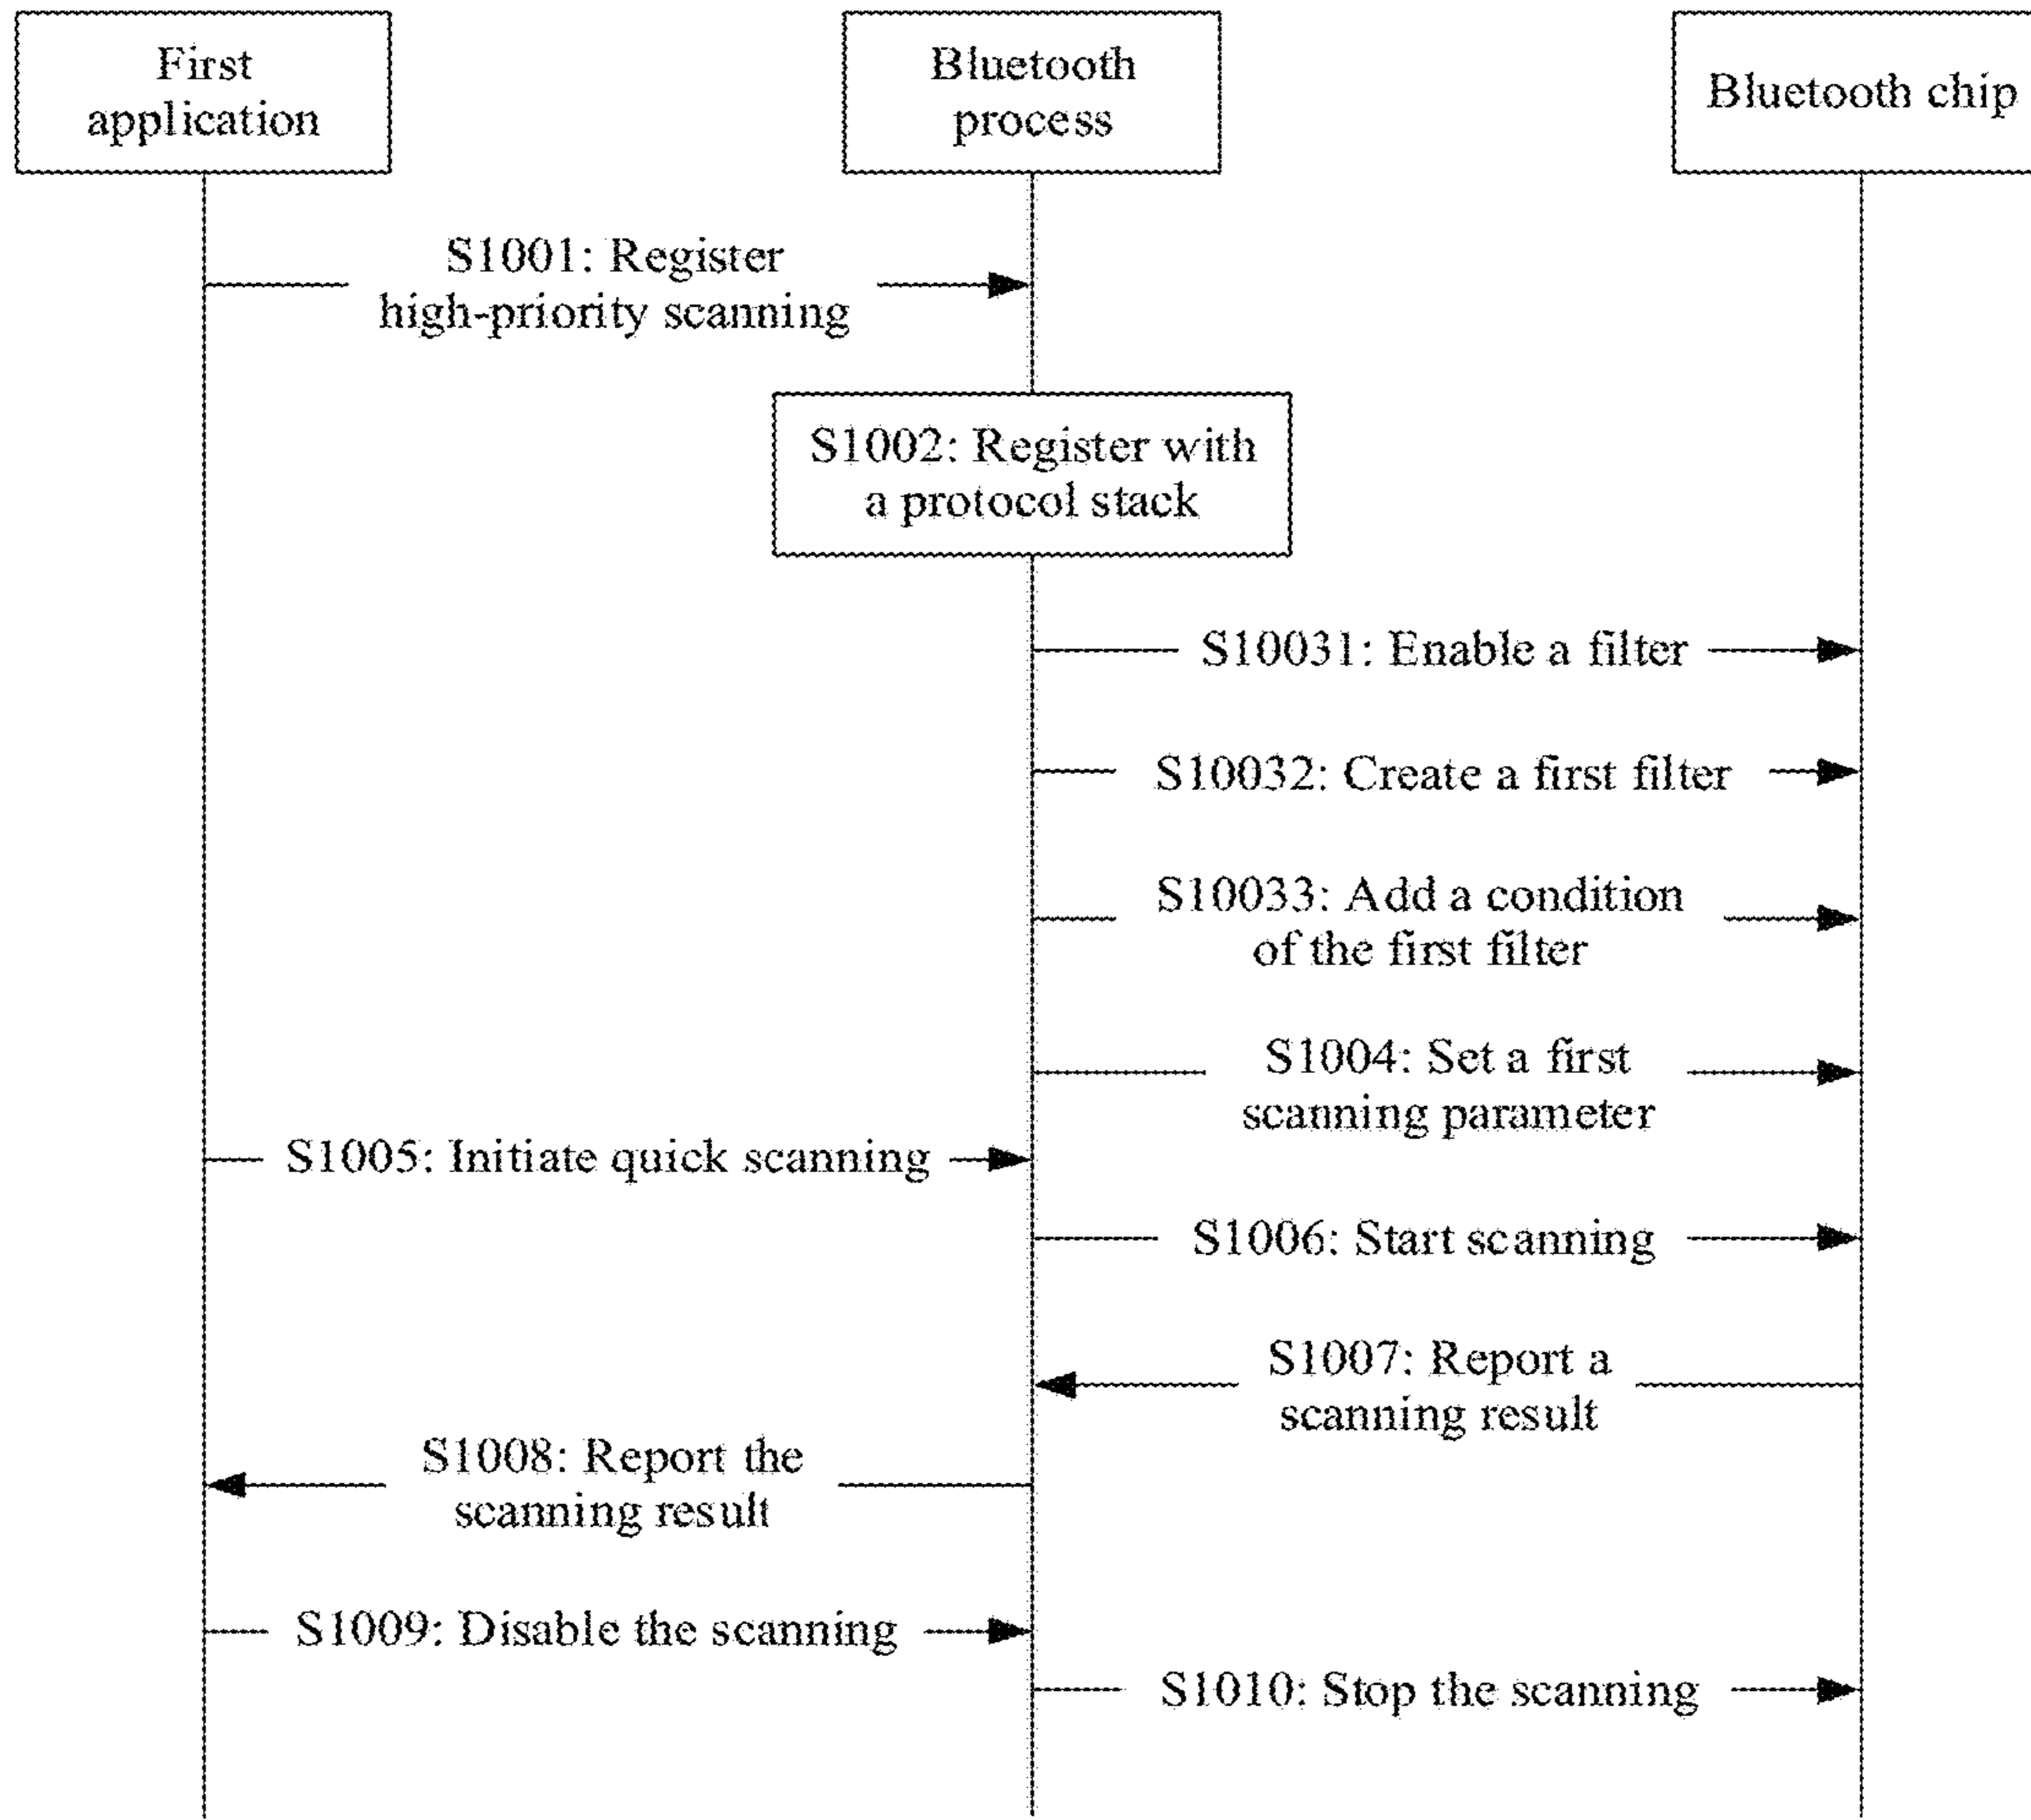 First
application
Bluetooth
process
Bluetooth chip
S1001: Register
high-priority scanning
S1002: Register with
a protocol stack
S10031: Enable a filter
S10032: Create a first filter
S10033: Add a condition
of the first filter
S1004: Set a first
scanning parameter
S1005: Initiate quick scanning
S1006: Start scanning
S1007: Report a
scanning result
S1008: Report the
scanning result
S1009: Disable the scanning
S1010: Stop the scanning